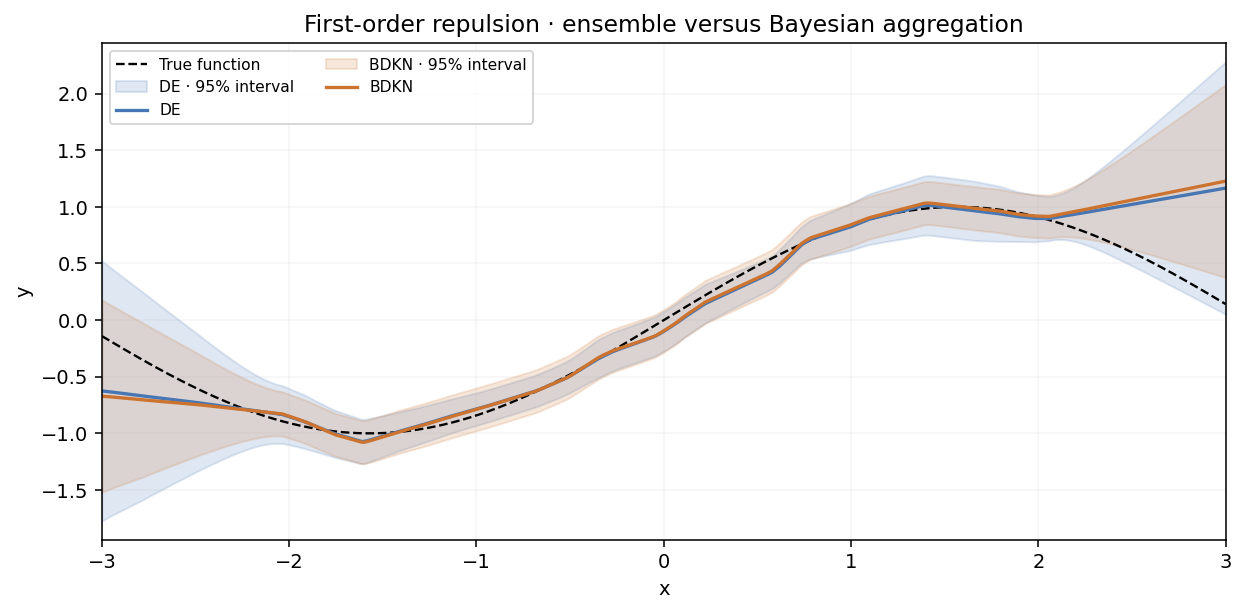 First-order repulsion · ensemble versus Bayesian aggregation
True function
DE · 95% interval
DE
BDKN · 95% interval
BDKN
y
2.0
1.5
1.0
0.5
0.0
−0.5
−1.0
−1.5
−3 −2 −1 0 1 2 3
x